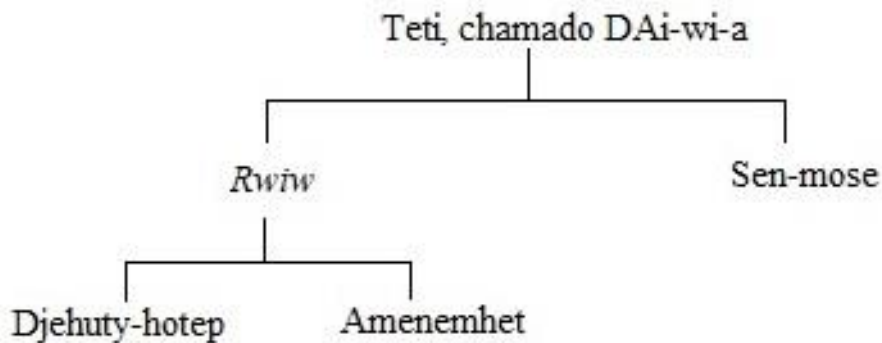 Teti, chamado DAi-wi-a
Rwiw
Sen-mose
Djehuty-hotep
Amenemhet